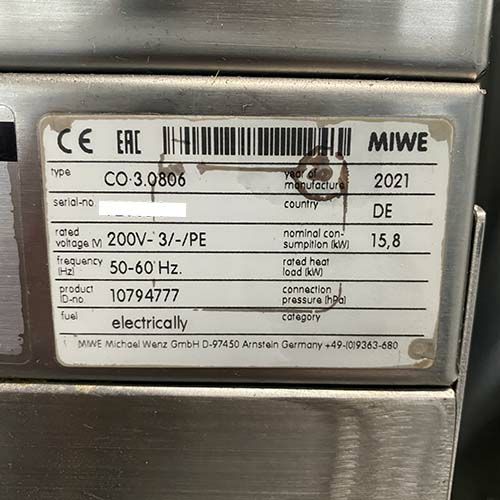 CE EAC MIWE
type CO·3.0806 year of manufacture 2021
serial-no. country DE
rated voltage (V) 200V- 3/-/PE nominal con-sumpition (kW) 15,8
frequency (Hz) 50-60 Hz. rated heat load (kW)
product ID-no. 10794777 connection pressure (hPa)
fuel electrically category
MIWE Michael Wenz GmbH D-97450 Arnstein Germany +49-(0)9363-680